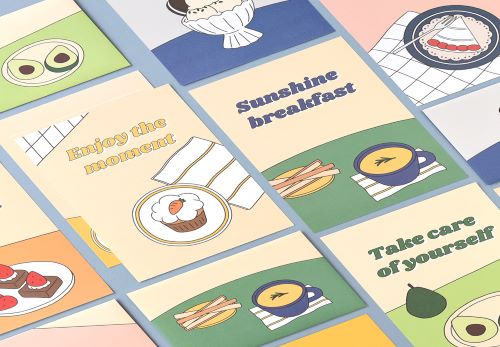 Enjoy the
moment
Sunshine
breakfast
Take care
of yourself